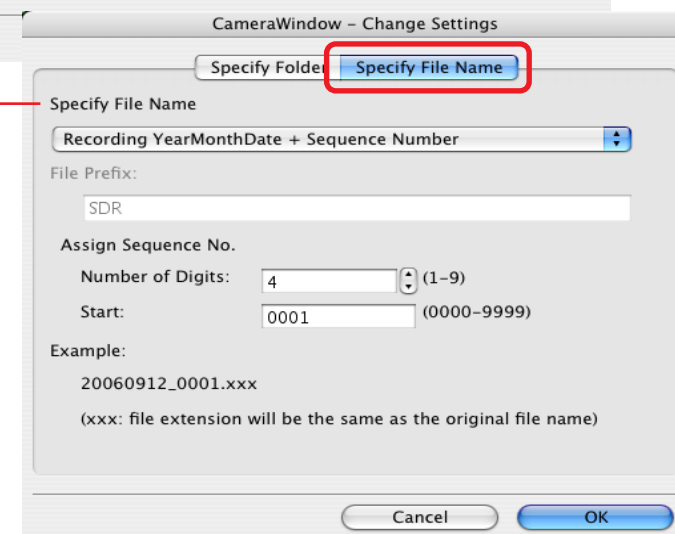 CameraWindow – Change Settings
Specify Folder Specify File Name
Specify File Name
Recording YearMonthDate + Sequence Number
File Prefix:
SDR
Assign Sequence No.
Number of Digits: 4 (1–9)
Start: 0001 (0000–9999)
Example:
20060912_0001.xxx
(xxx: file extension will be the same as the original file name)
Cancel OK